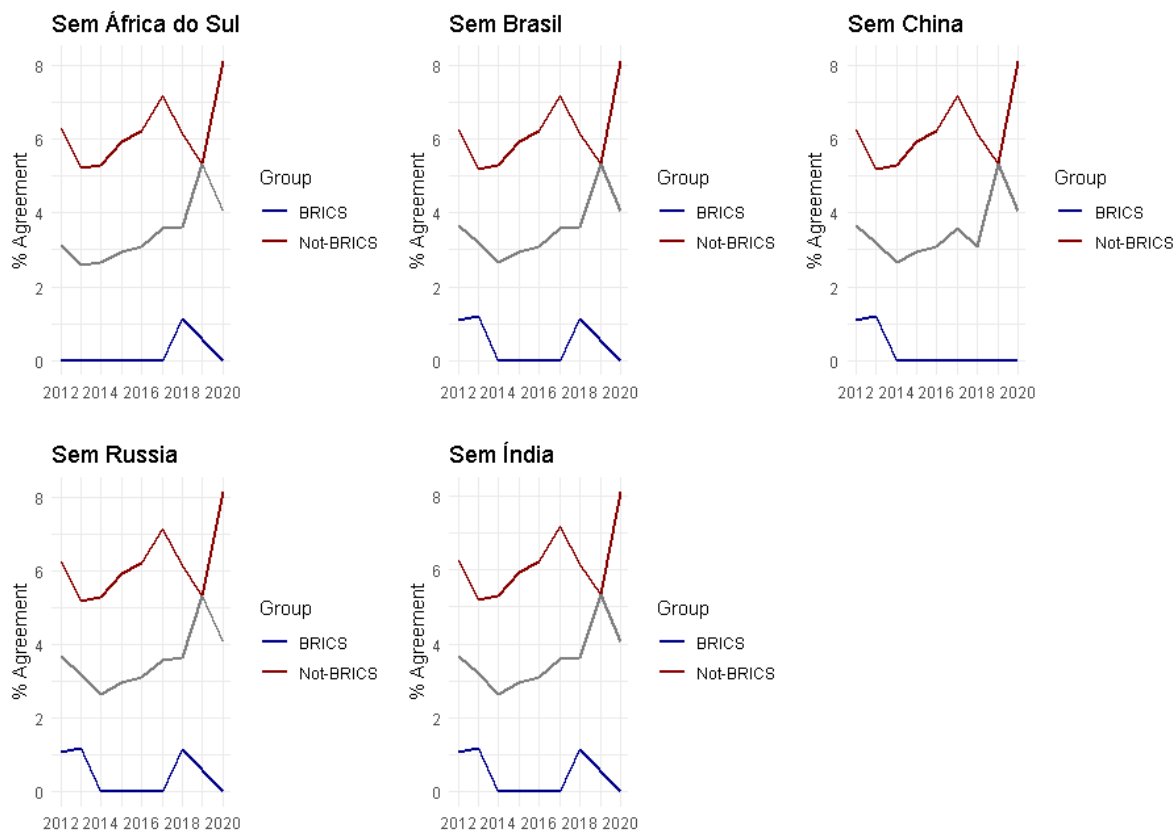 Sem África do Sul
% Agreement
8
6
4
2
0
2012 2014 2016 2018 2020
Group
BRICS
Not-BRICS
Sem Brasil
% Agreement
8
6
4
2
0
2012 2014 2016 2018 2020
Group
BRICS
Not-BRICS
Sem China
% Agreement
8
6
4
2
0
2012 2014 2016 2018 2020
Group
BRICS
Not-BRICS
Sem Russia
% Agreement
8
6
4
2
0
2012 2014 2016 2018 2020
Group
BRICS
Not-BRICS
Sem Índia
% Agreement
8
6
4
2
0
2012 2014 2016 2018 2020
Group
BRICS
Not-BRICS